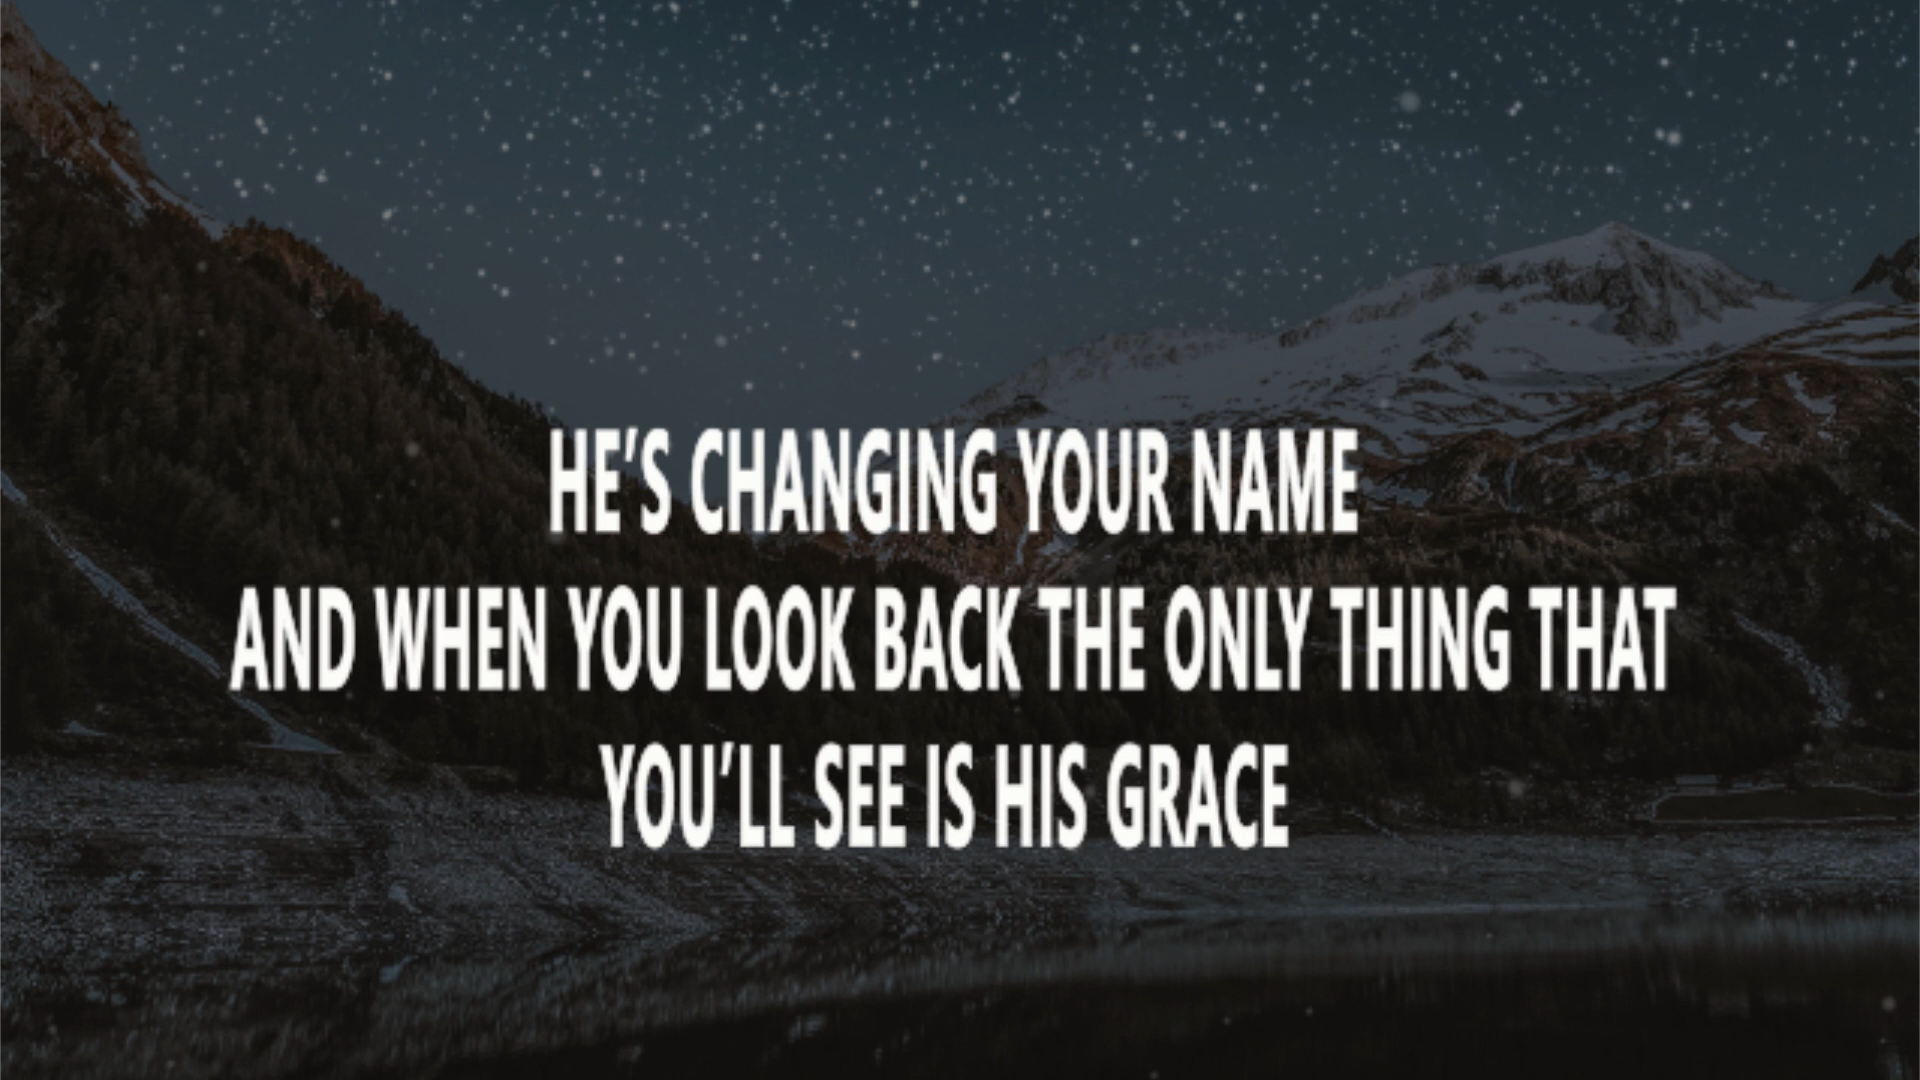 HE’S CHANGING YOUR NAME
AND WHEN YOU LOOK BACK THE ONLY THING THAT
YOU’LL SEE IS HIS GRACE